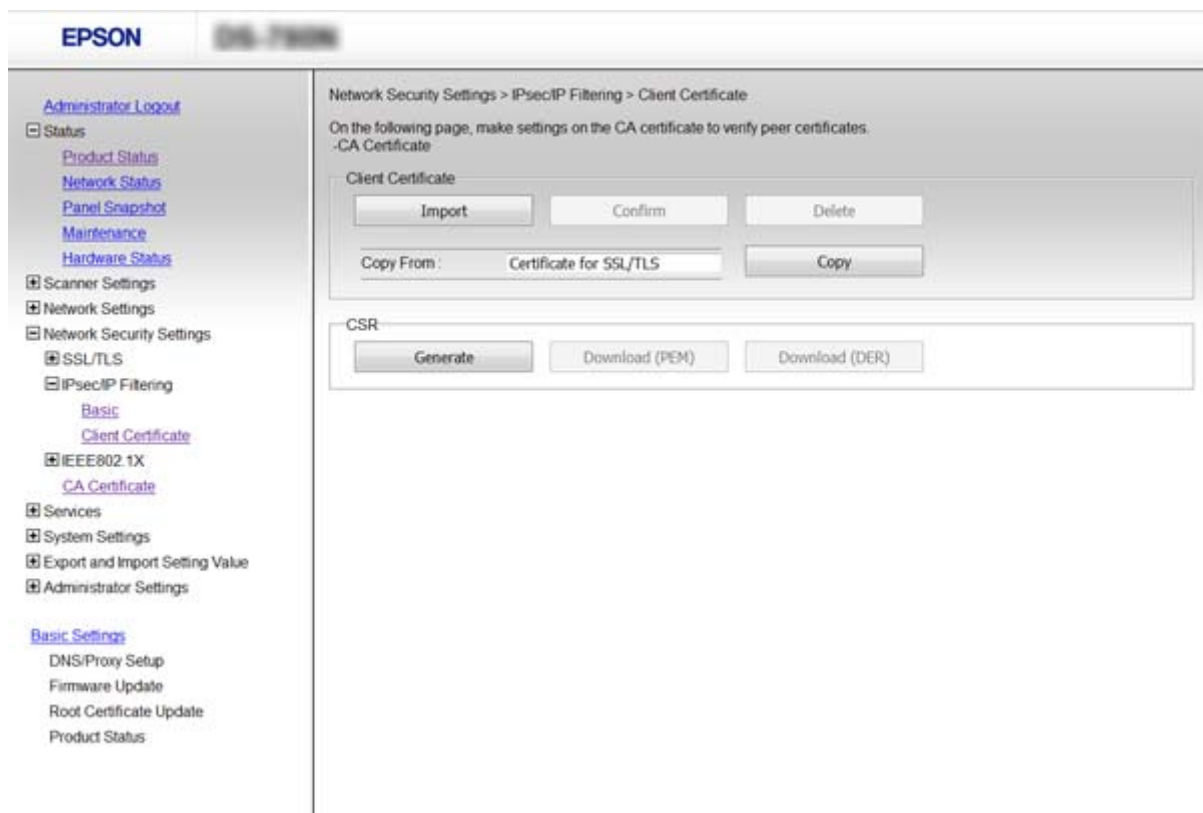 EPSON
Administrator Logout
Status
Product Status
Network Status
Panel Snapshot
Maintenance
Hardware Status
Scanner Settings
Network Settings
Network Security Settings
SSL/TLS
IPsec/IP Filtering
Basic
Client Certificate
IEEE802.1X
CA Certificate
Services
System Settings
Export and Import Setting Value
Administrator Settings
Basic Settings
DNS/Proxy Setup
Firmware Update
Root Certificate Update
Product Status
Network Security Settings > IPsec/IP Filtering > Client Certificate
On the following page, make settings on the CA certificate to verify peer certificates.
-CA Certificate
Client Certificate
Import Confirm Delete
Copy From : Certificate for SSL/TLS Copy
CSR
Generate Download (PEM) Download (DER)